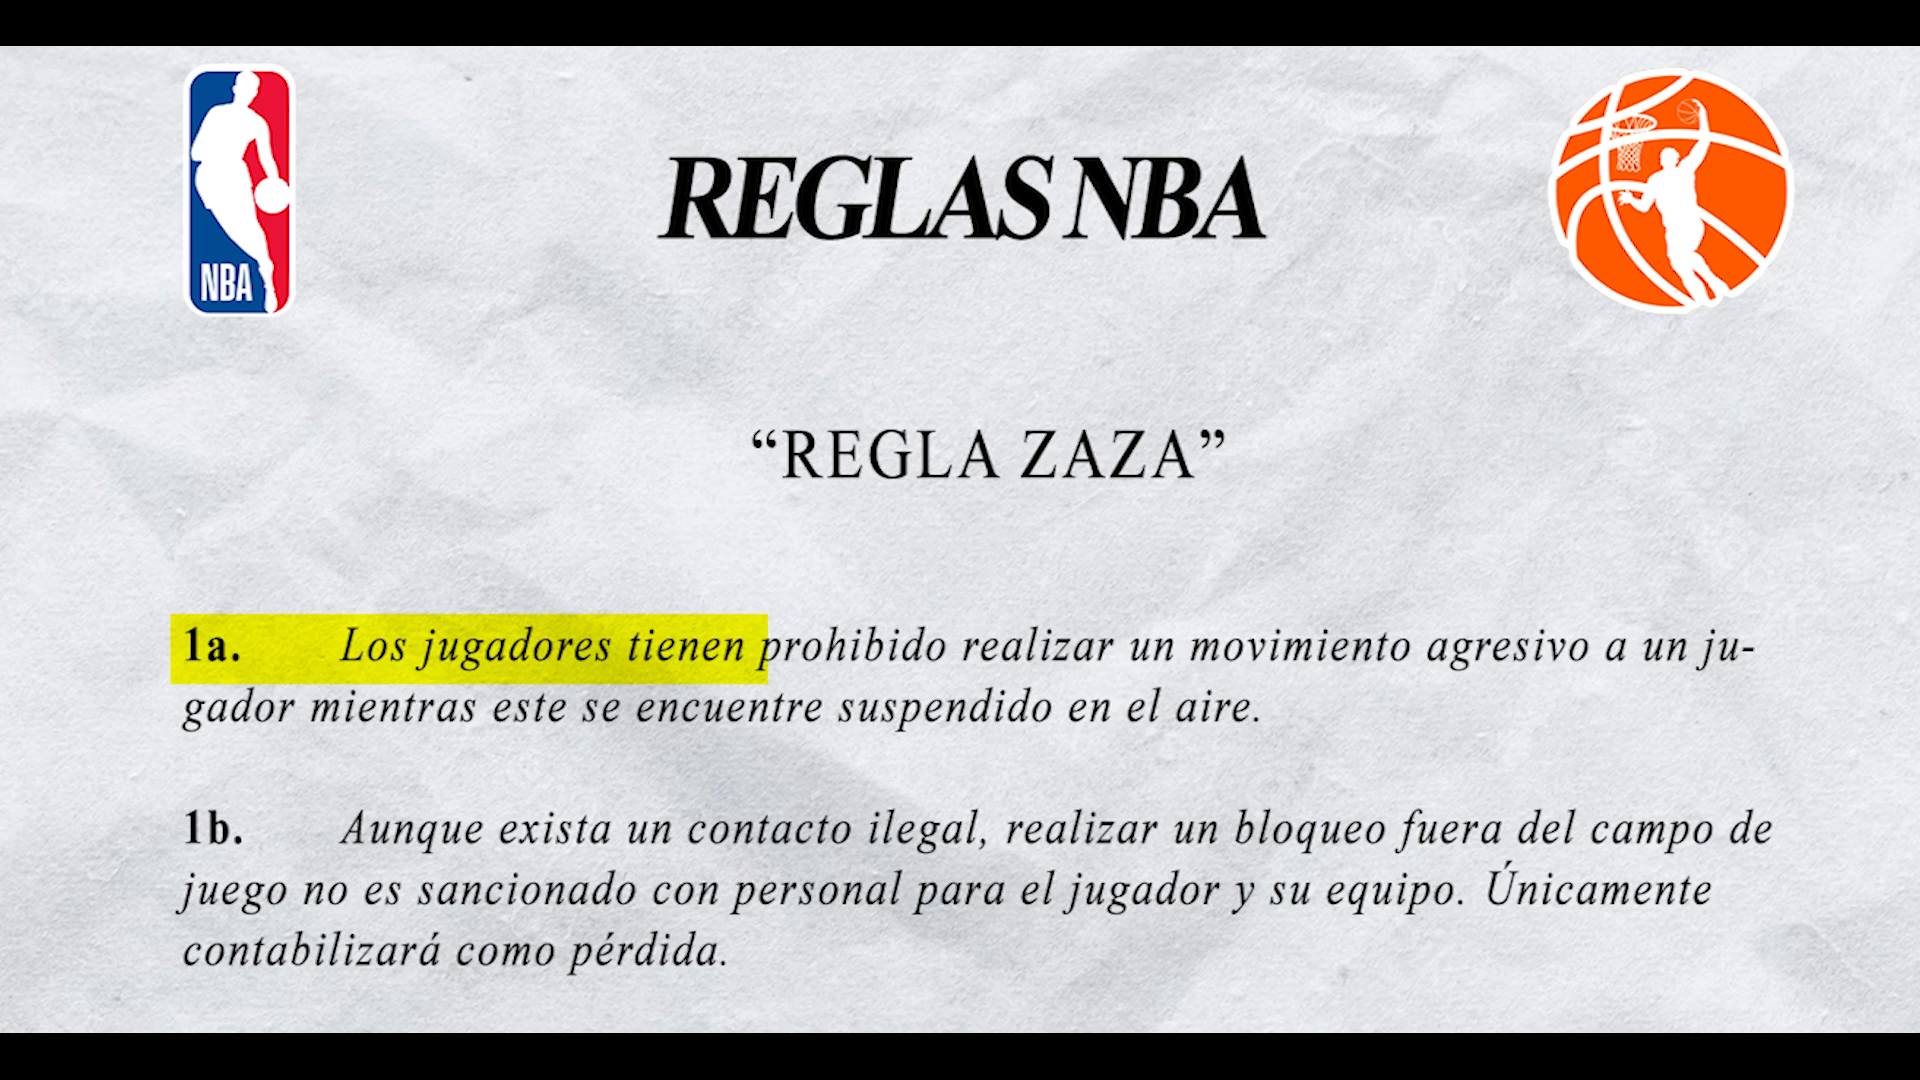 NBA
REGLAS NBA
“REGLA ZAZA”
1a. Los jugadores tienen prohibido realizar un movimiento agresivo a un ju-
gador mientras este se encuentre suspendido en el aire.
1b. Aunque exista un contacto ilegal, realizar un bloqueo fuera del campo de
juego no es sancionado con personal para el jugador y su equipo. Únicamente
contabilizará como pérdida.